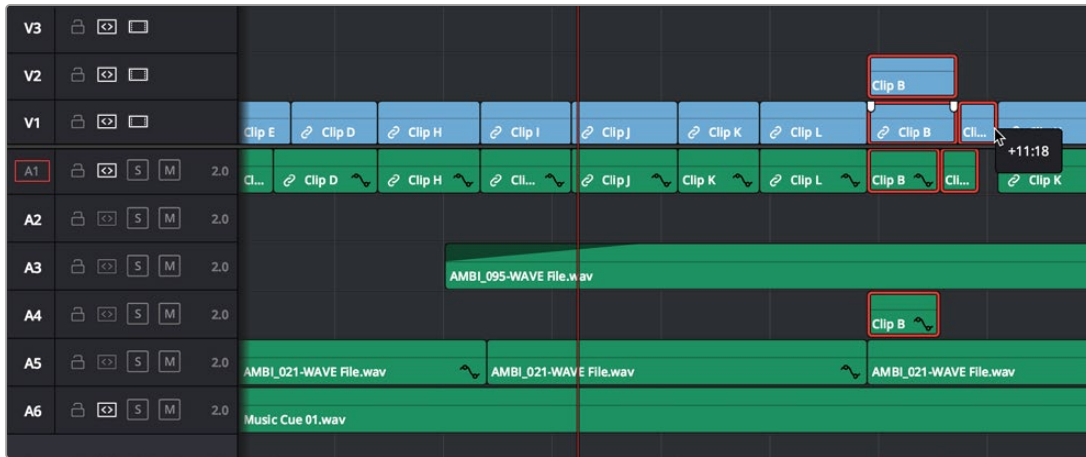 V3
V2
Clip B
V1
Clip E Clip D Clip H Clip I Clip J Clip K Clip L Clip B Cli...
+11:18
A1 S M 2.0 Cl... Clip D Clip H Cli... Clip J Clip K Clip L Clip B Cli... Clip K
A2 S M 2.0
A3 S M 2.0
AMBI_095-WAVE File.wav
A4 S M 2.0
Clip B
A5 S M 2.0
AMBI_021-WAVE File.wav AMBI_021-WAVE File.wav AMBI_021-WAVE File.wav
A6 S M 2.0
Music Cue 01.wav